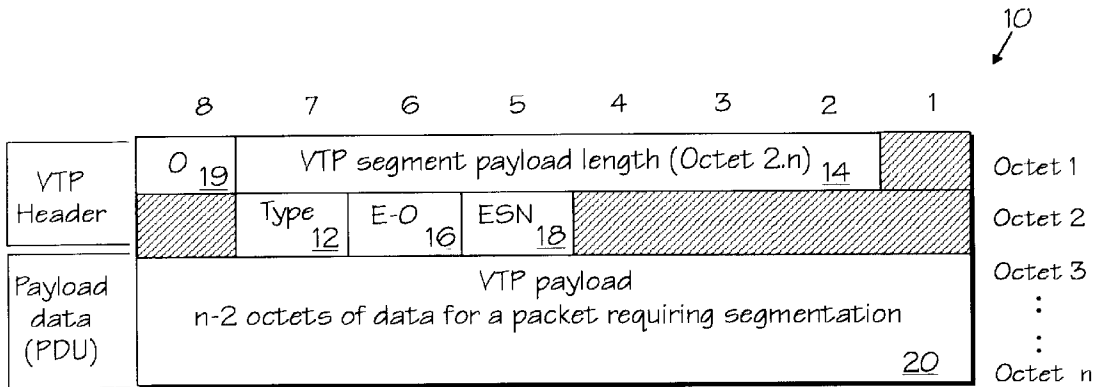 10
8 7 6 5 4 3 2 1
VTP Header
O 19 VTP segment payload length (Octet 2.n) 14
Octet 1
Type 12 E-O 16 ESN 18
Octet 2
Payload data (PDU)
VTP payload
n-2 octets of data for a packet requiring segmentation
20
Octet 3
Octet n